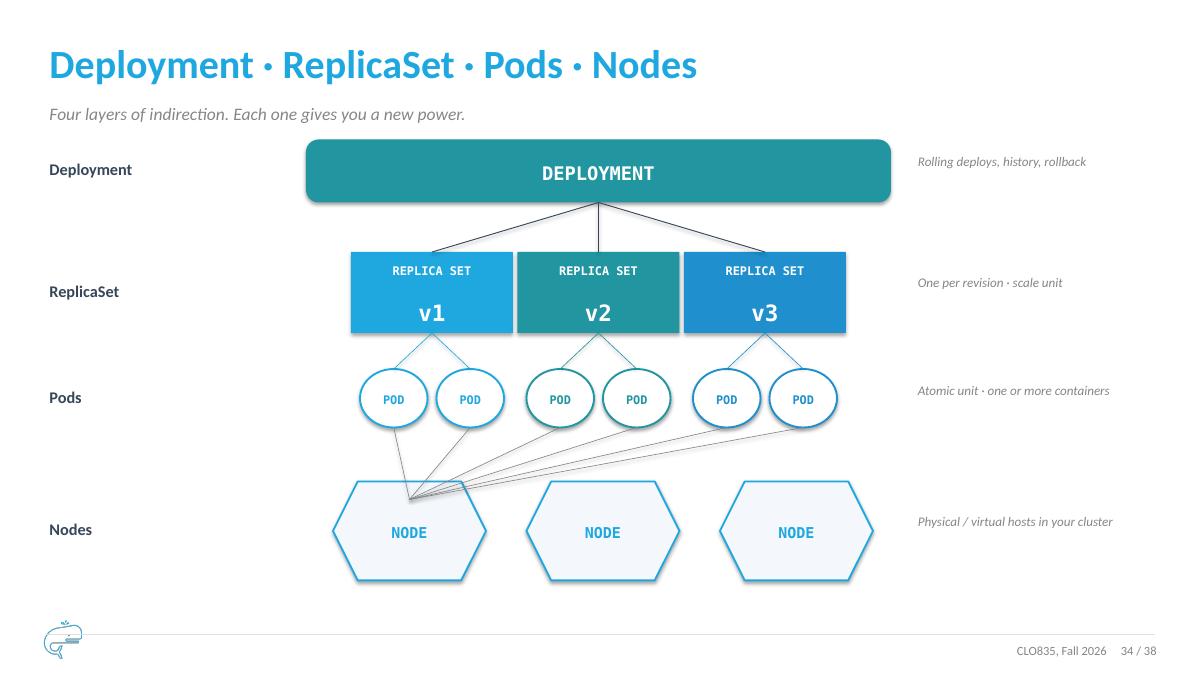 Deployment · ReplicaSet · Pods · Nodes
Four layers of indirection. Each one gives you a new power.
Deployment
DEPLOYMENT
Rolling deploys, history, rollback
ReplicaSet
REPLICA SET
v1
REPLICA SET
v2
REPLICA SET
v3
One per revision · scale unit
Pods
POD
POD
POD
POD
POD
POD
Atomic unit · one or more containers
Nodes
NODE
NODE
NODE
Physical / virtual hosts in your cluster
CLO835, Fall 2026
34 / 38